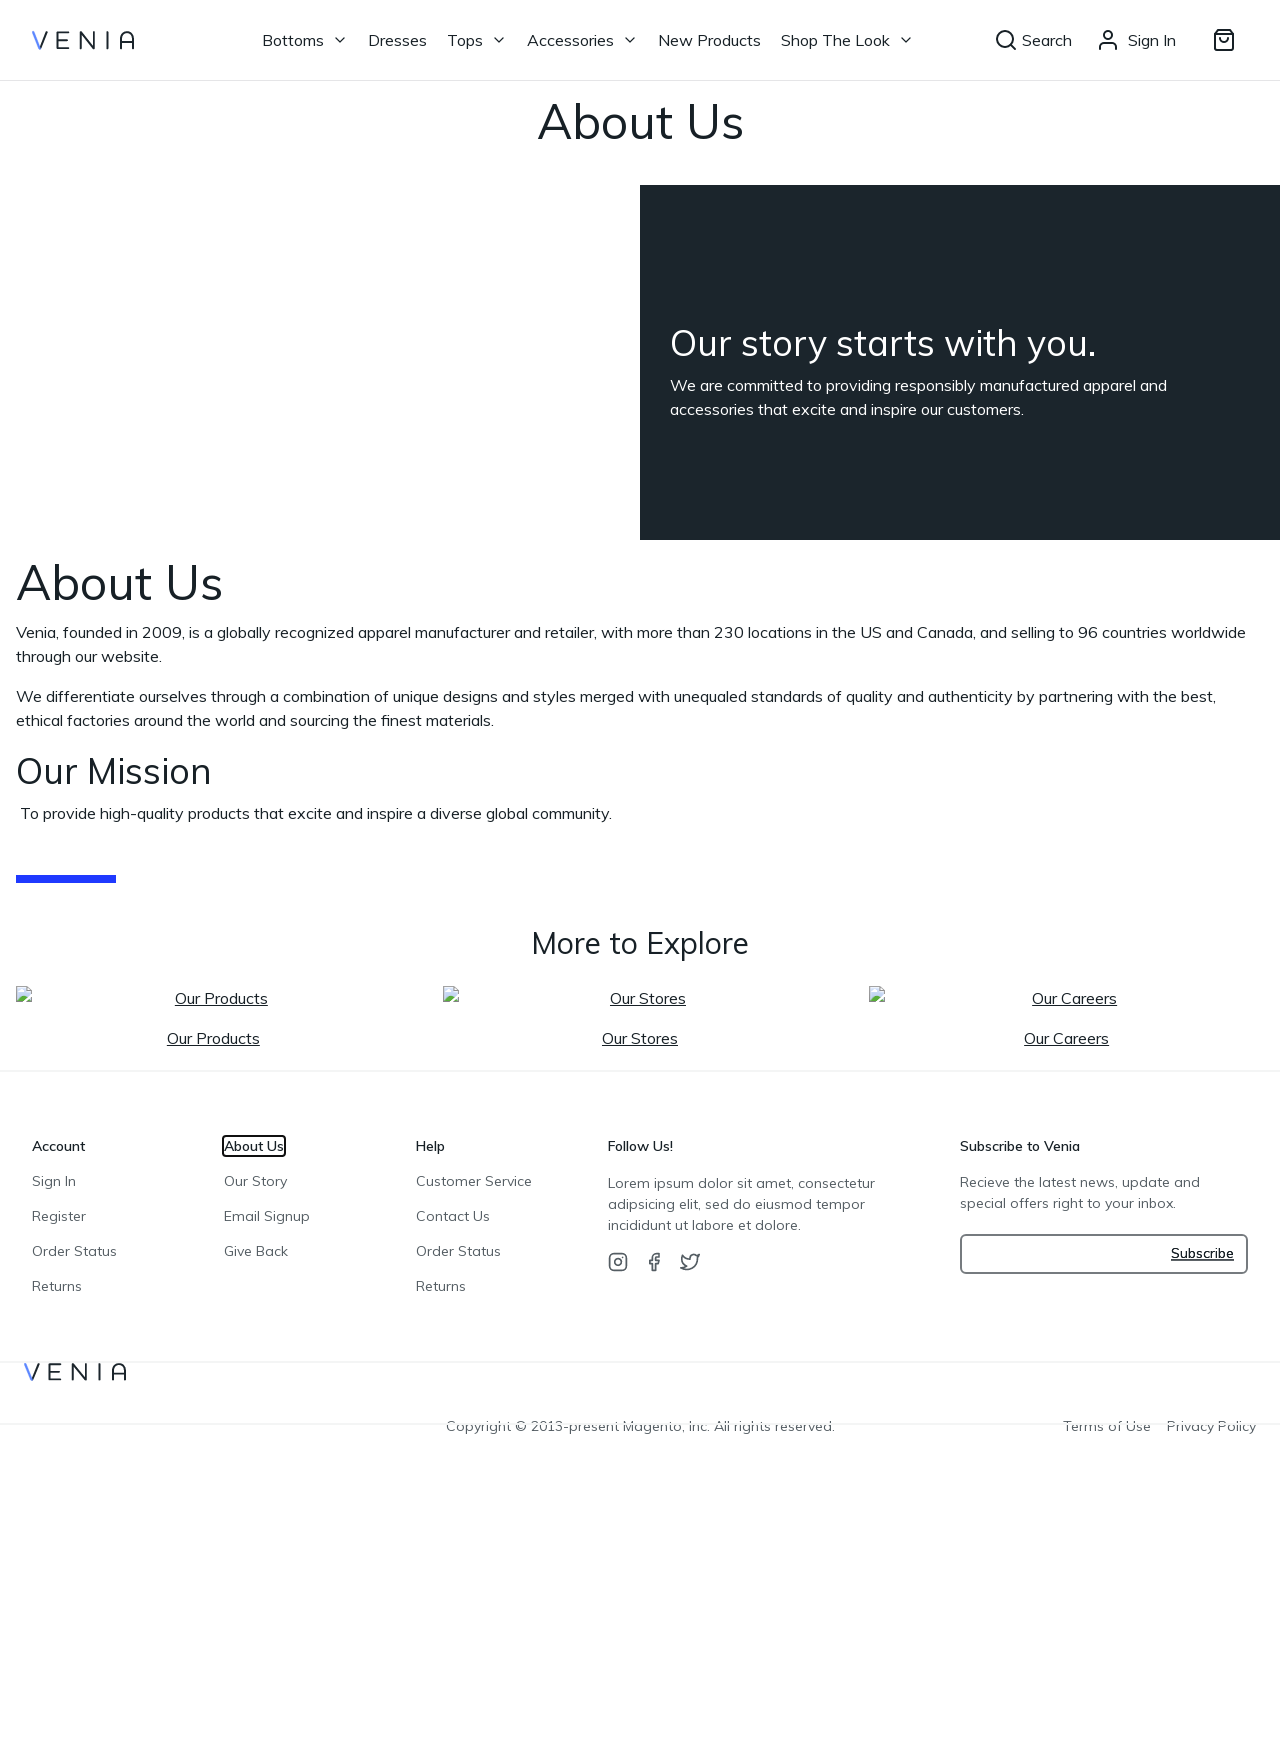 VENIA
Bottoms
Dresses
Tops
Accessories
New Products
Shop The Look
Search
Sign In
About Us
Our story starts with you.
We are committed to providing responsibly manufactured apparel and
accessories that excite and inspire our customers.
About Us
Venia, founded in 2009, is a globally recognized apparel manufacturer and retailer, with more than 230 locations in the US and Canada, and selling to 96 countries worldwide
through our website.
We differentiate ourselves through a combination of unique designs and styles merged with unequaled standards of quality and authenticity by partnering with the best,
ethical factories around the world and sourcing the finest materials.
Our Mission
To provide high-quality products that excite and inspire a diverse global community.
More to Explore
Our Products
Our Stores
Our Careers
Our Products
Our Stores
Our Careers
Account
Sign In
Register
Order Status
Returns
About Us
Our Story
Email Signup
Give Back
Help
Customer Service
Contact Us
Order Status
Returns
Follow Us!
Lorem ipsum dolor sit amet, consectetur
adipsicing elit, sed do eiusmod tempor
incididunt ut labore et dolore.
Subscribe to Venia
Recieve the latest news, update and
special offers right to your inbox.
Subscribe
VENIA
Copyright © 2013-present Magento, Inc. All rights reserved.
Terms of Use
Privacy Policy